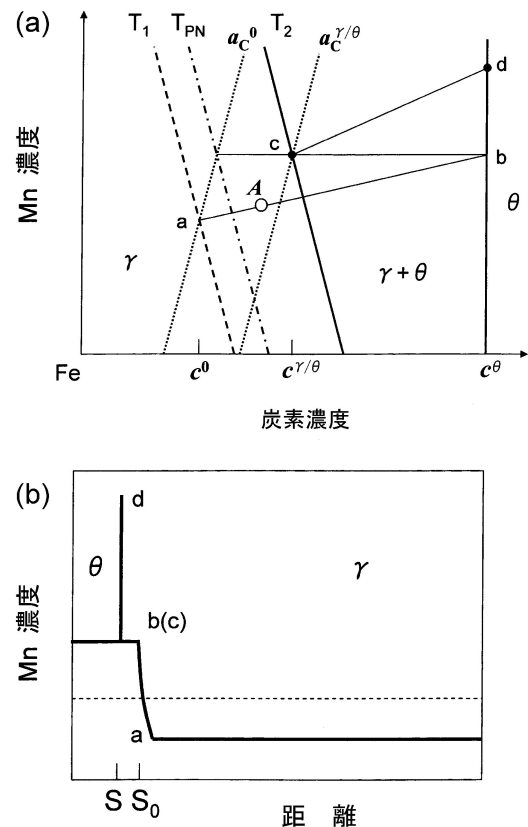 (a)
T1 TPN aC0 T2 aCγ/θ
d
c
b
A
a
θ
γ
γ + θ
Mn 濃度
Fe
c0
cγ/θ
cθ
炭素濃度
(b)
d
θ
γ
b(c)
a
Mn 濃度
S
S0
距 離